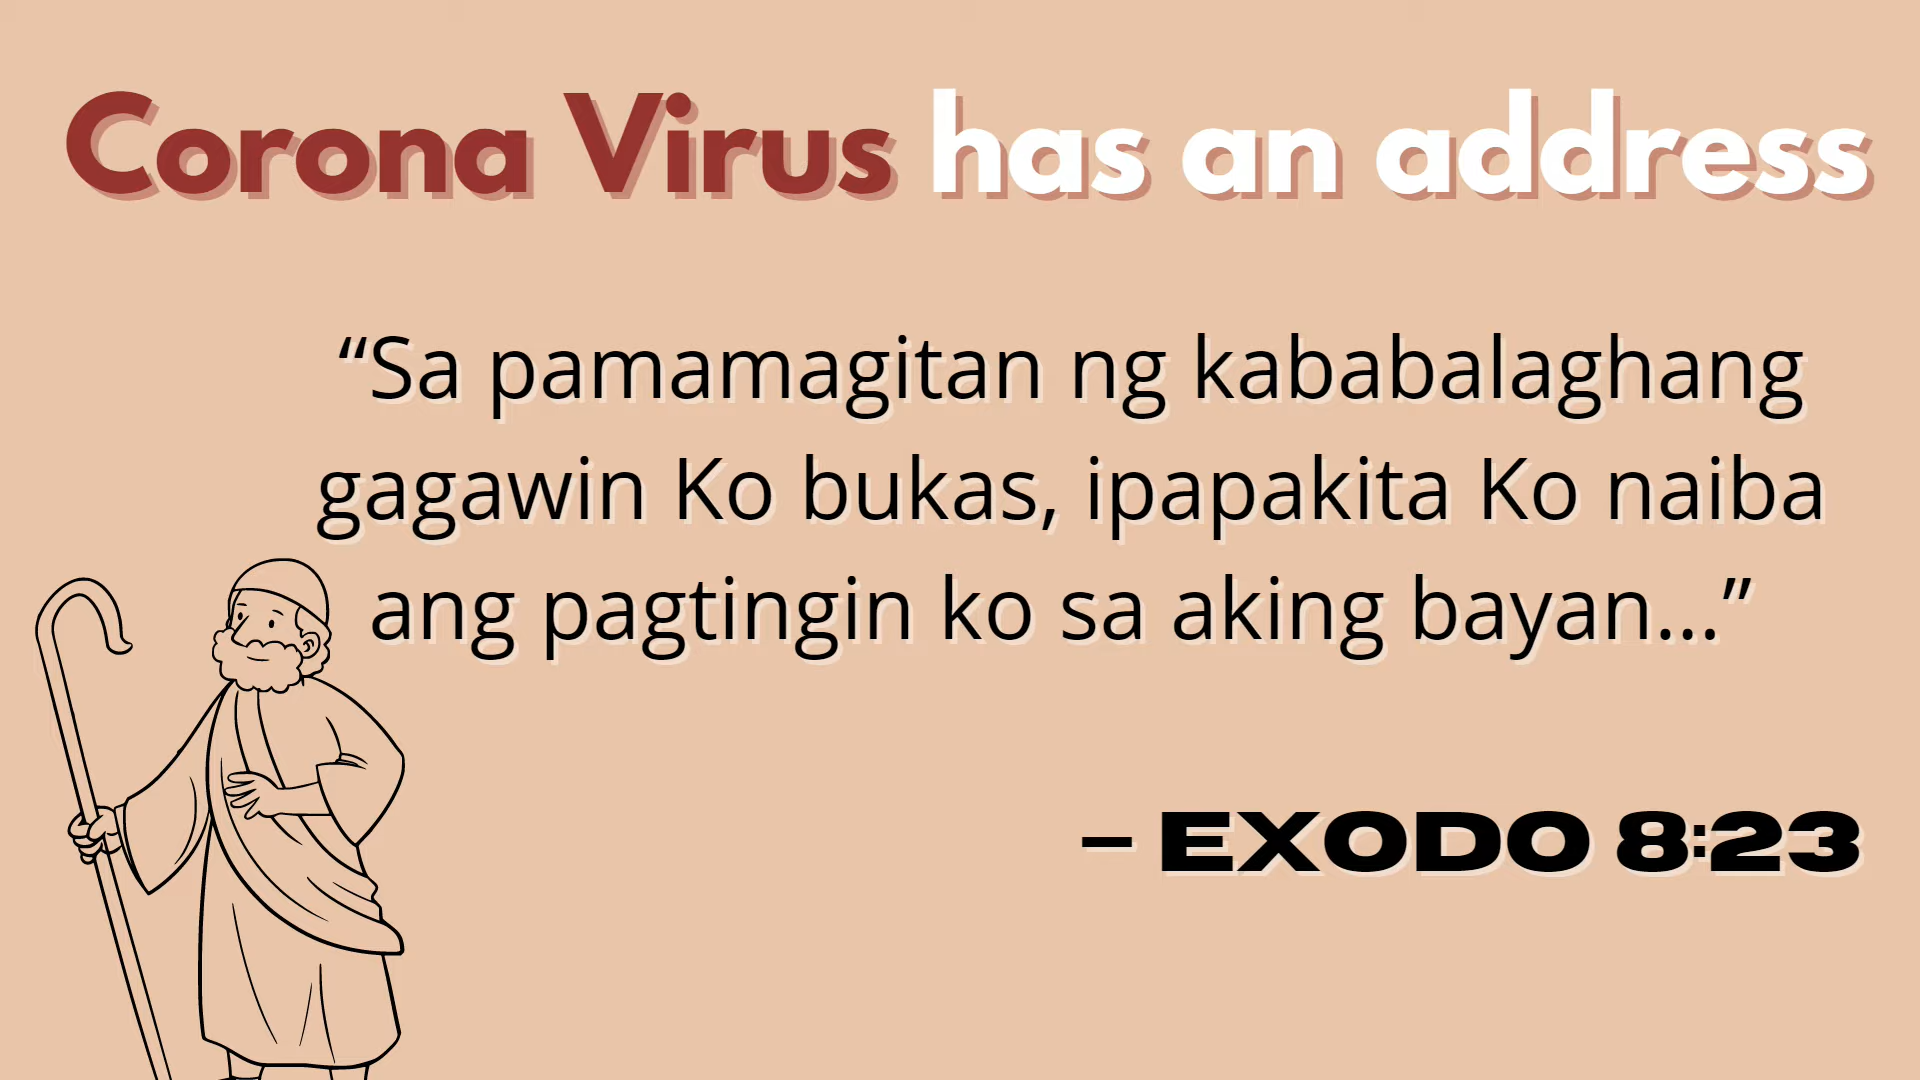 Corona Virus has an address
“Sa pamamagitan ng kababalaghang
gagawin Ko bukas, ipapakita Ko naiba
ang pagtingin ko sa aking bayan...”
– EXODO 8:23